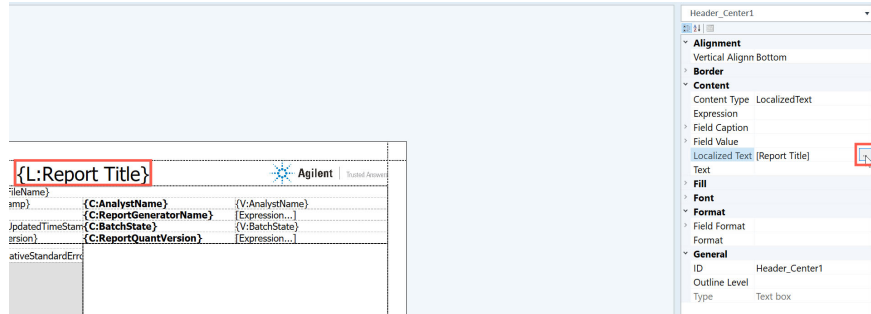 {L:Report Title}
Agilent Trusted Answers
FileName}
amp} {C:AnalystName} {V:AnalystName}
{C:ReportGeneratorName} [Expression...]
UpdatedTimeStam {C:BatchState} {V:BatchState}
ersion} {C:ReportQuantVersion} [Expression...]
ativeStandardErro
Header_Center1
Alignment
Vertical Alignn Bottom
Border
Content
Content Type LocalizedText
Expression
Field Caption
Field Value
Localized Text [Report Title]
Text
Fill
Font
Format
Field Format
Format
General
ID Header_Center1
Outline Level
Type Text box